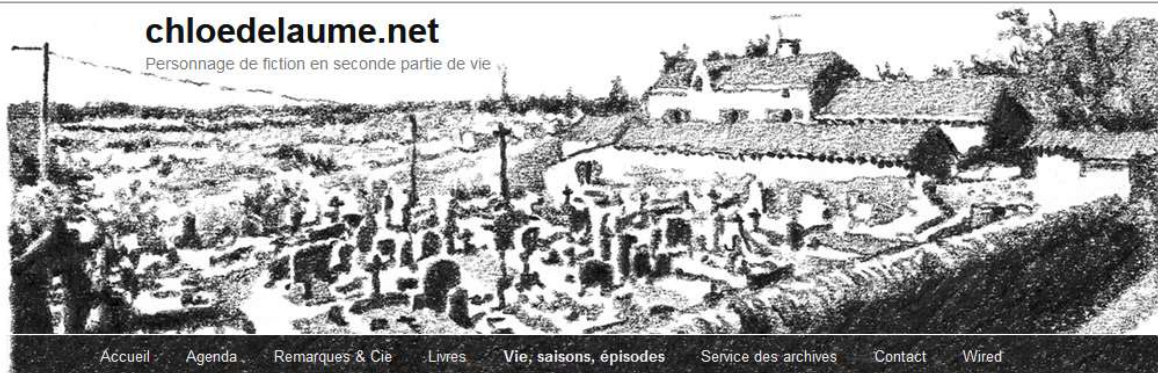 chloedelaume.net
Personnage de fiction en seconde partie de vie
Accueil Agenda Remarques & Cie Livres Vie, saisons, épisodes Service des archives Contact Wired